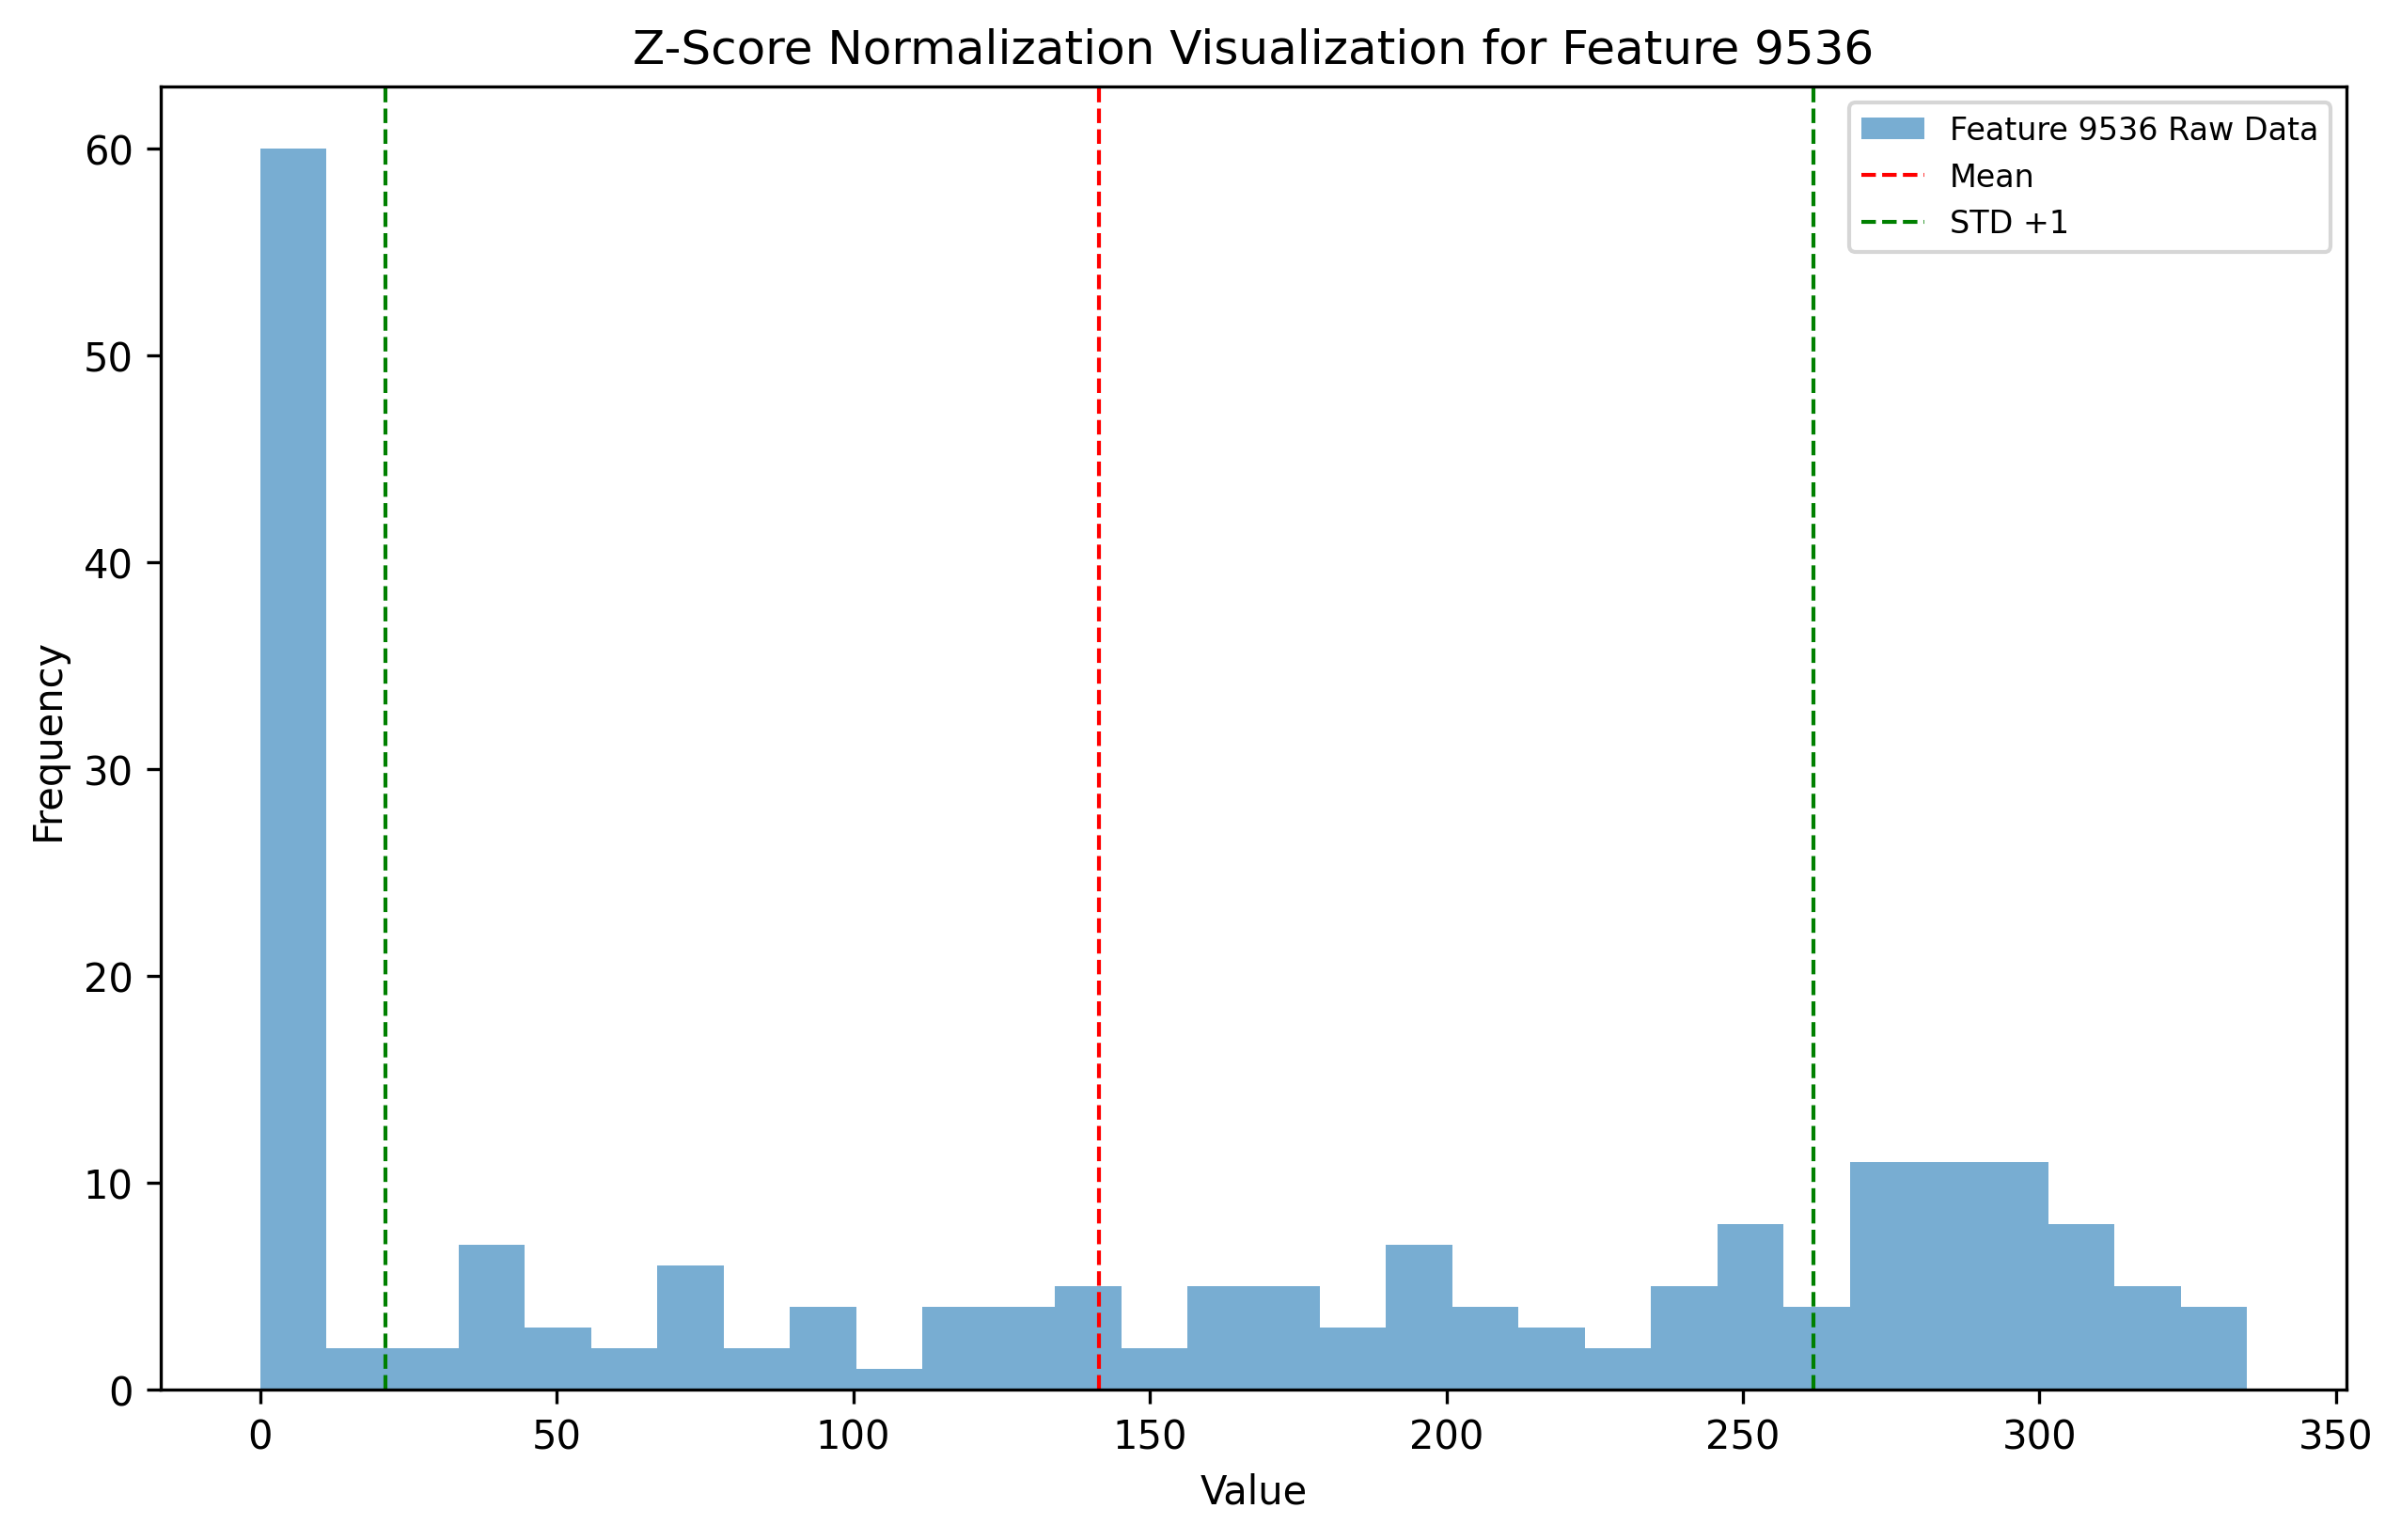 Z-Score Normalization Visualization for Feature 9536
Feature 9536 Raw Data
Mean
STD +1
60
50
40
30
20
10
0
Frequency
0 50 100 150 200 250 300 350
Value